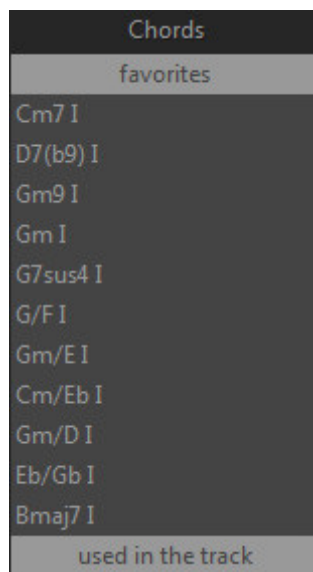 Chords
favorites
Cm7 I
D7(b9) I
Gm9 I
Gm I
G7sus4 I
G/F I
Gm/E I
Cm/Eb I
Gm/D I
Eb/Gb I
Bmaj7 I
used in the track